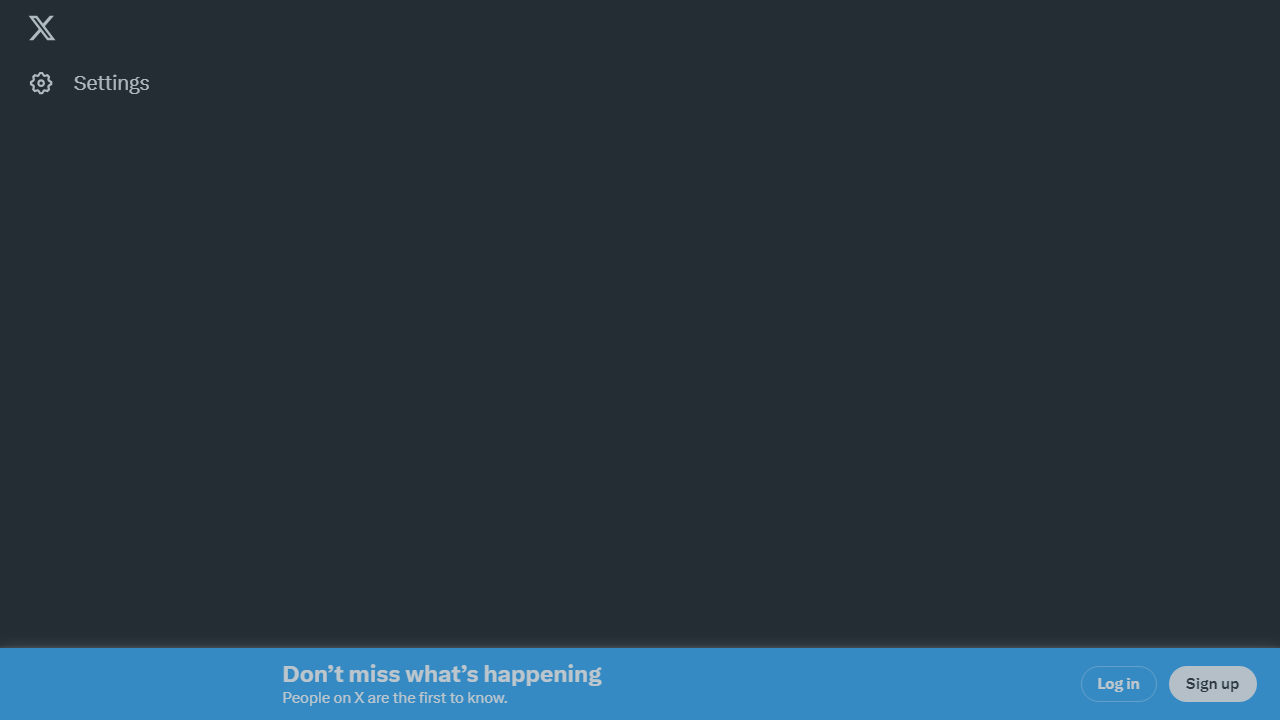 Settings
Don’t miss what’s happening
People on X are the first to know.
Log in
Sign up